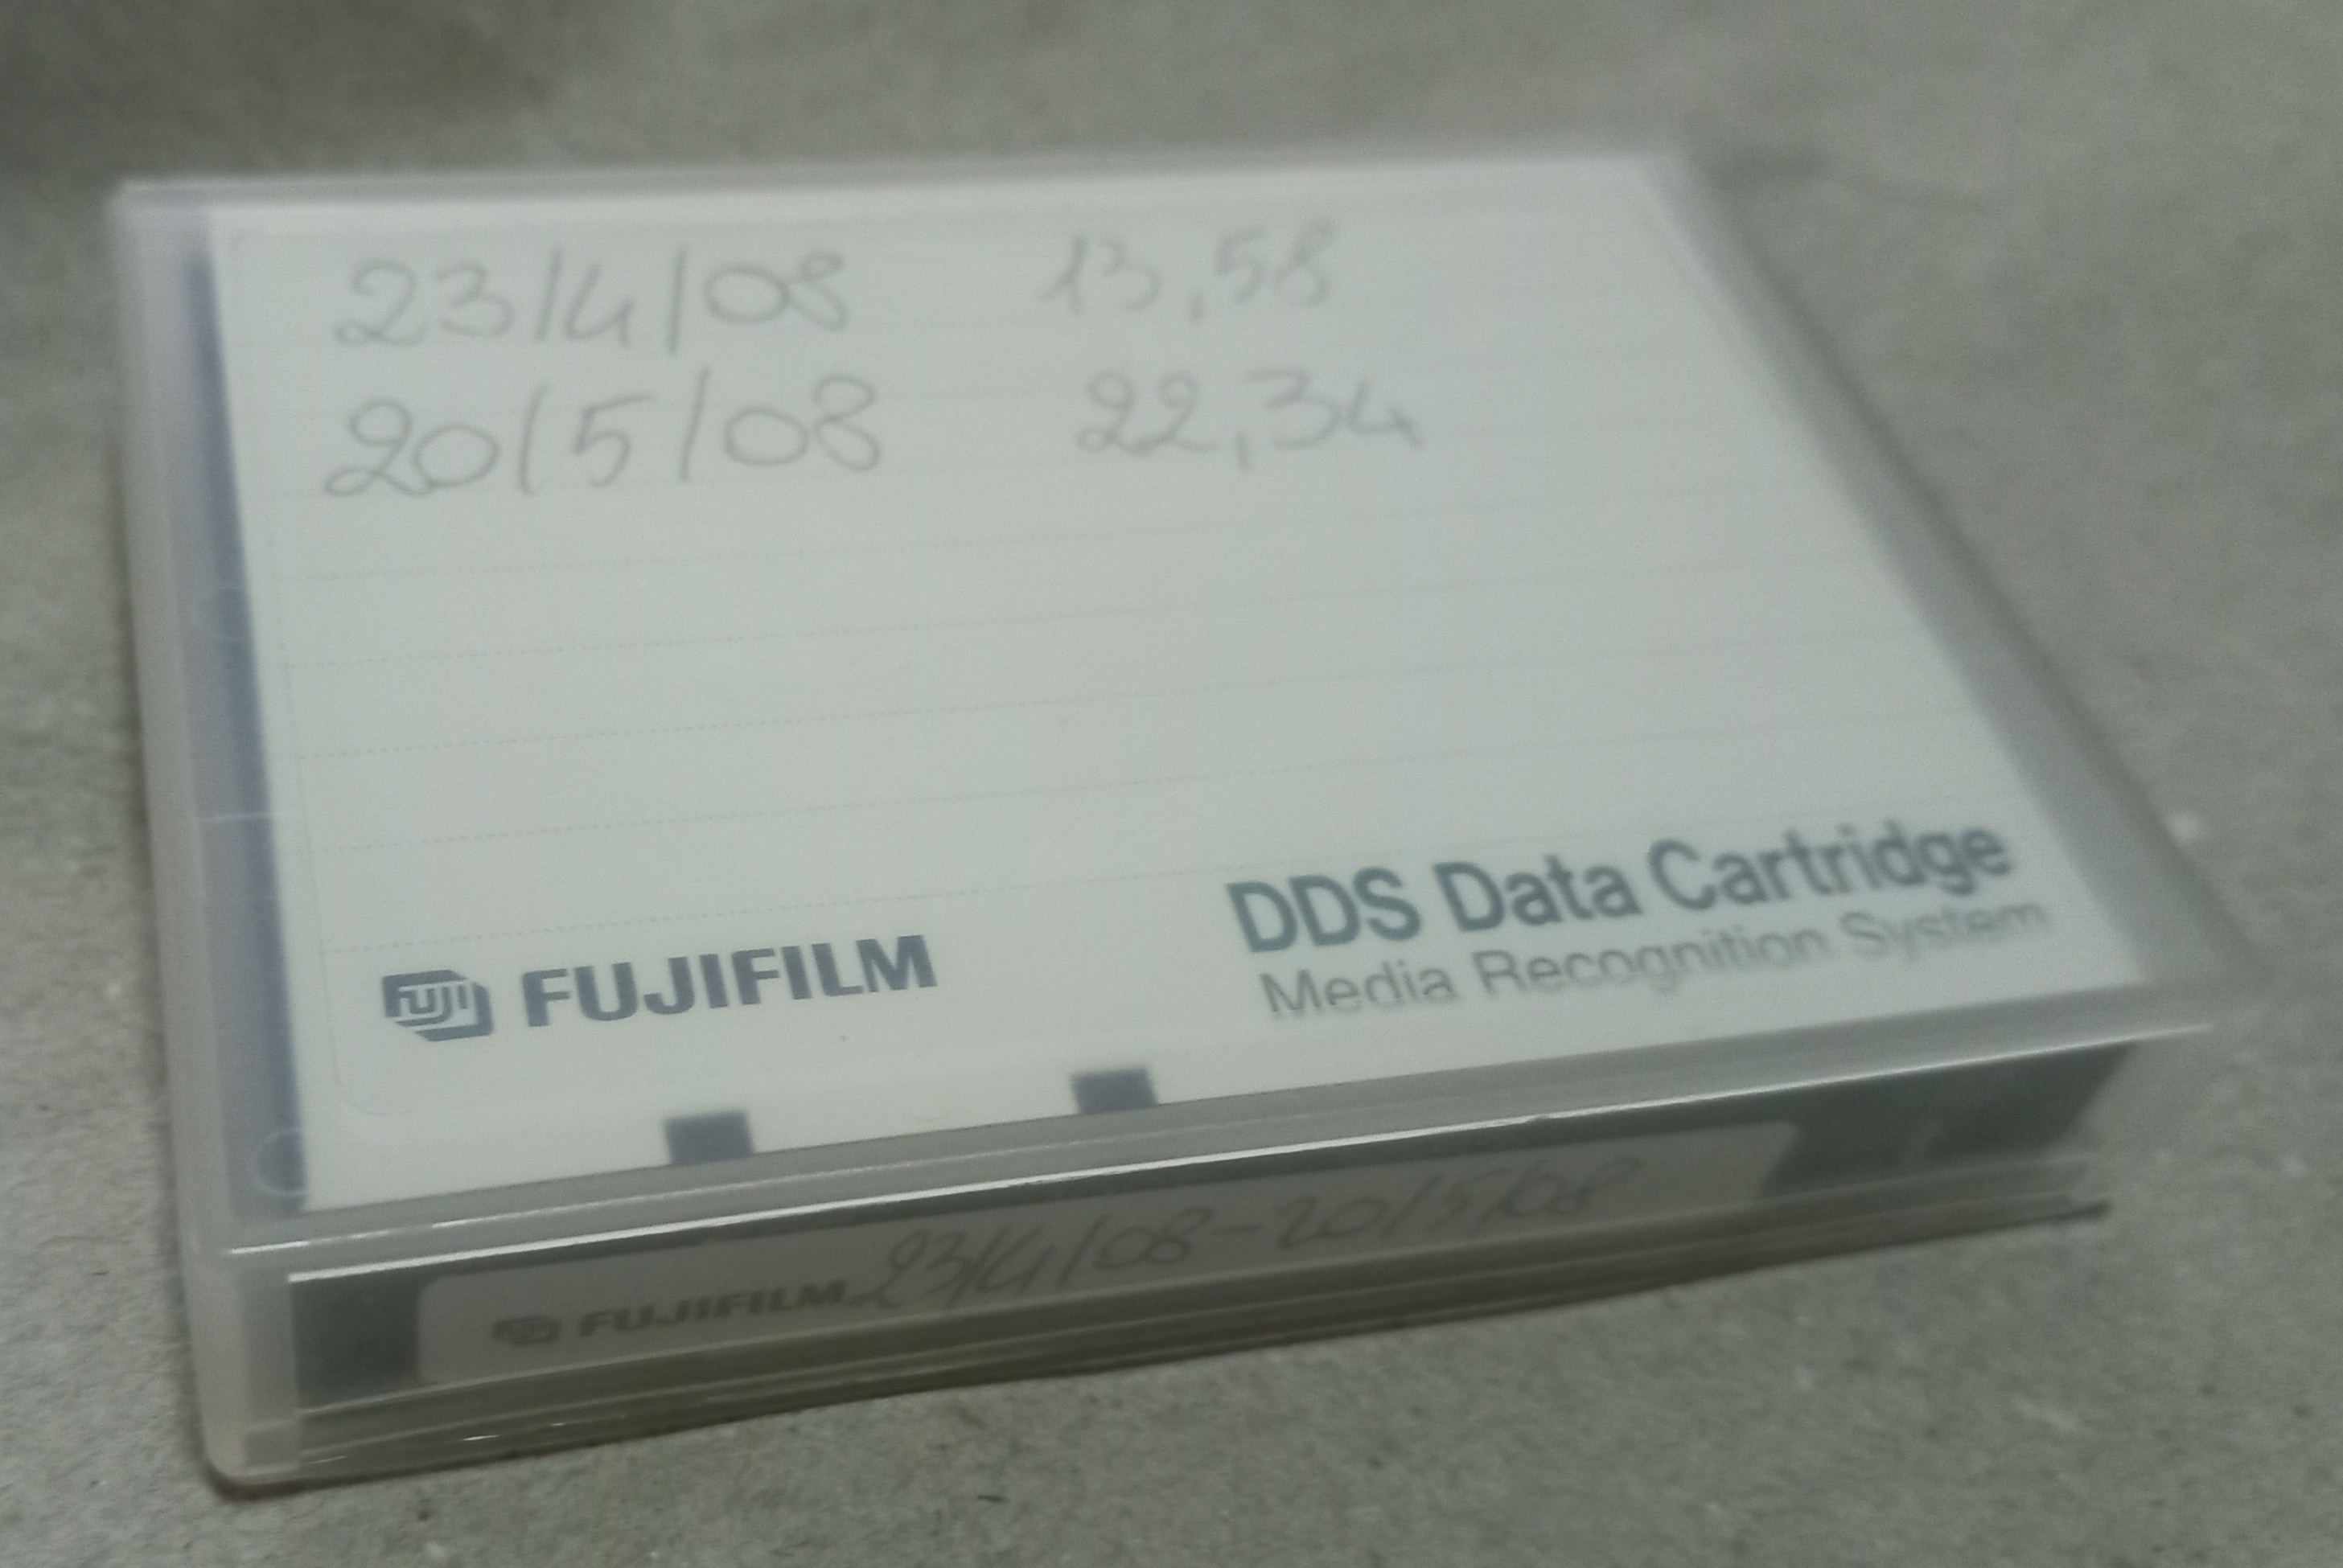 23/4/08 13,58
20/5/08 22,34
FUJI FUJIFILM
DDS Data Cartridge
Media Recognition System
FUJIFILM 23/4/08-20/5/08